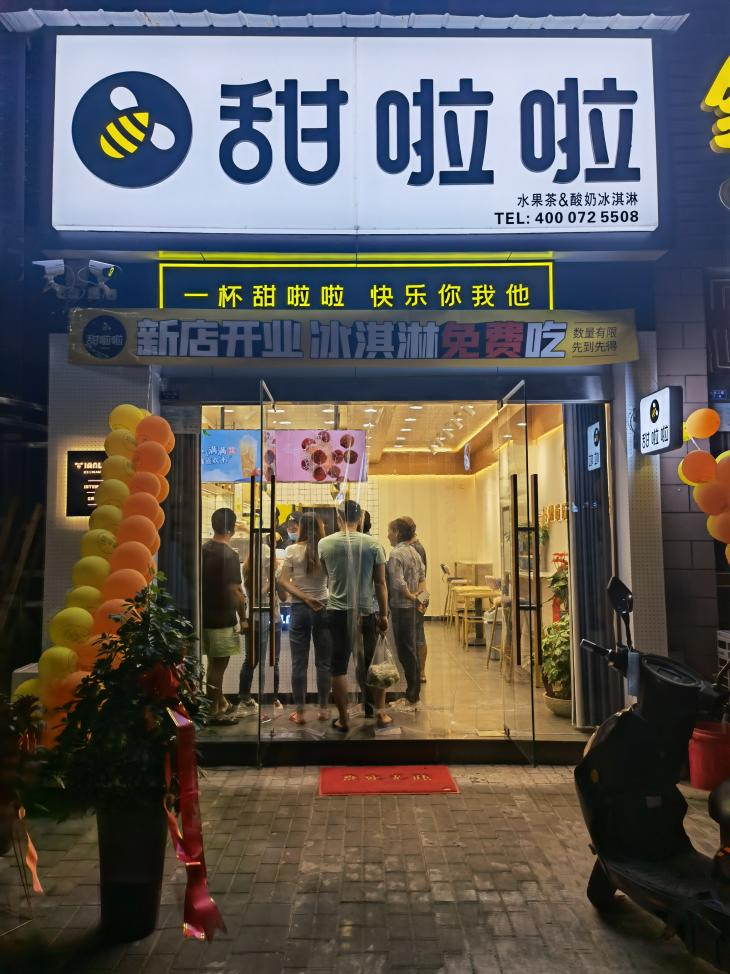 甜啦啦
水果茶&酸奶冰淇淋
TEL: 400 072 5508
一杯甜啦啦 快乐你我他
甜啦啦
新店开业 冰淇淋免费吃
数量有限
先到先得
甜啦啦